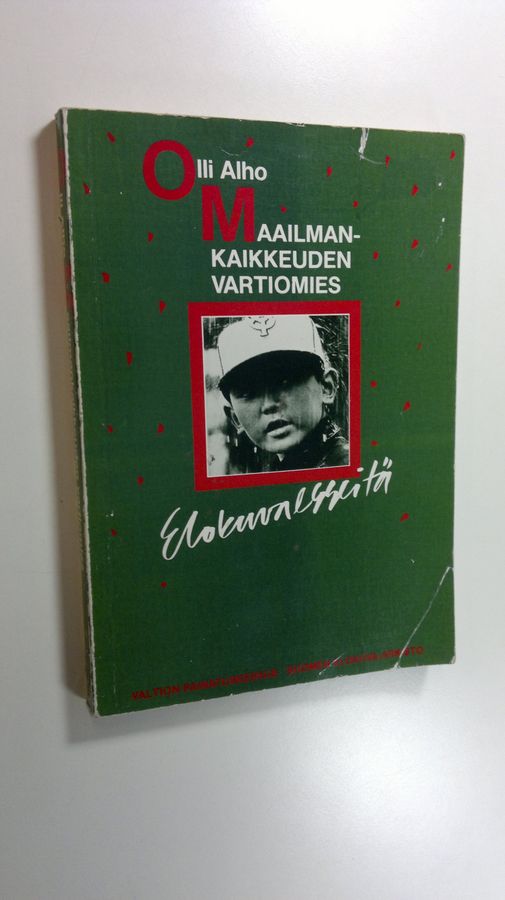 Olli Alho
MAAILMAN-
KAIKKEUDEN
VARTIOMIES
Elokuvaesseitä
VALTION PAINATUSKESKUS SUOMEN ELOKUVA-ARKISTO